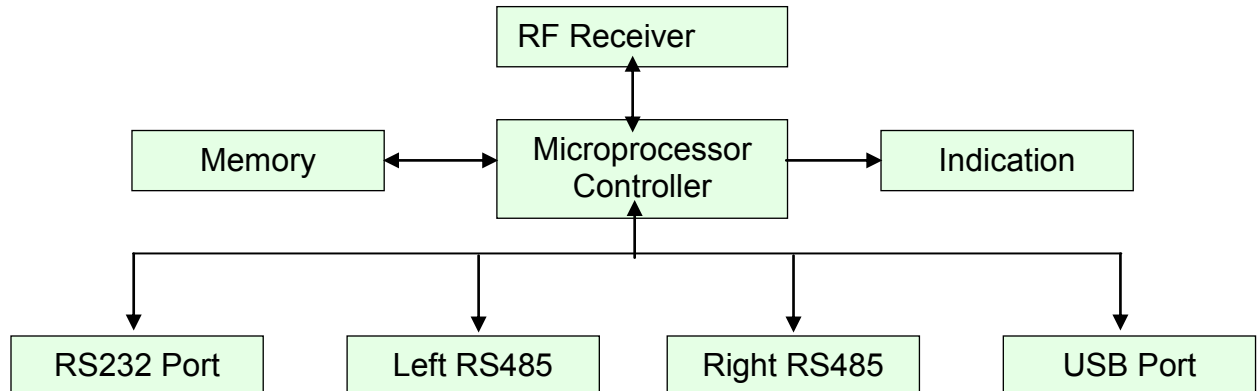 RF Receiver
Memory
Microprocessor
Controller
Indication
RS232 Port
Left RS485
Right RS485
USB Port